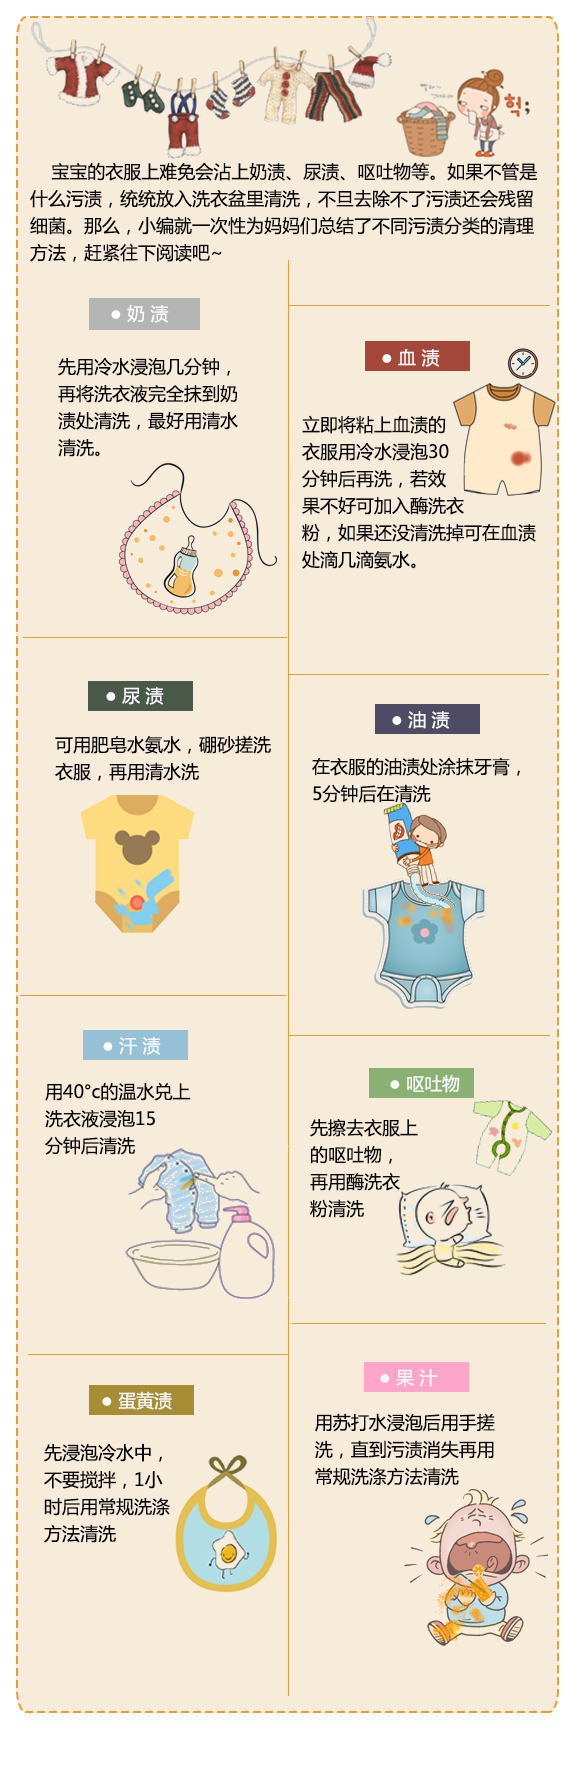 헉;
宝宝的衣服上难免会沾上奶渍、尿渍、呕吐物等。如果不管是
什么污渍，统统放入洗衣盆里清洗，不旦去除不了污渍还会残留
细菌。那么，小编就一次性为妈妈们总结了不同污渍分类的清理
方法，赶紧往下阅读吧~
● 奶 渍
先用冷水浸泡几分钟，
再将洗衣液完全抹到奶
渍处清洗，最好用清水
清洗。
● 血 渍
立即将粘上血渍的
衣服用冷水浸泡30
分钟后再洗，若效
果不好可加入酶洗衣
粉，如果还没清洗掉可在血渍
处滴几滴氨水。
● 尿 渍
可用肥皂水氨水，硼砂搓洗
衣服，再用清水洗
● 油 渍
在衣服的油渍处涂抹牙膏，
5分钟后在清洗
● 汗 渍
用40°c的温水兑上
洗衣液浸泡15
分钟后清洗
● 呕吐物
先擦去衣服上
的呕吐物，
再用酶洗衣
粉清洗
● 蛋黄渍
先浸泡冷水中，
不要搅拌，1小
时后用常规洗涤
方法清洗
● 果 汁
用苏打水浸泡后用手搓
洗，直到污渍消失再用
常规洗涤方法清洗